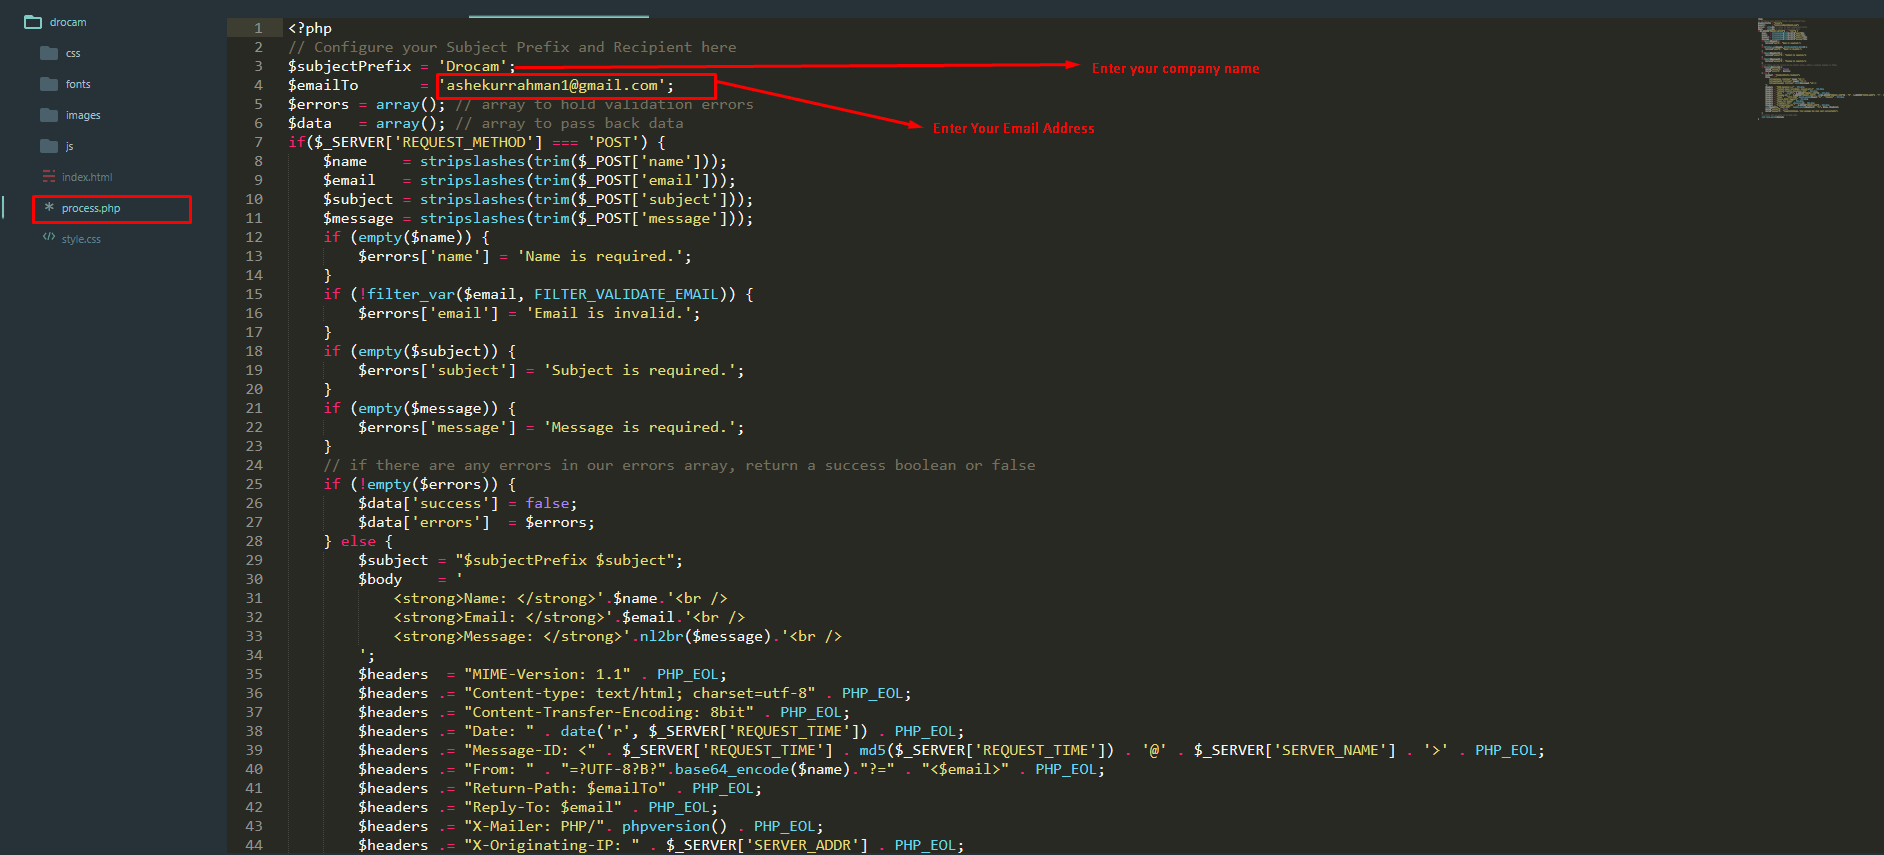 drocam
css
fonts
images
js
index.html
process.php
style.css
1 <?php
2 // Configure your Subject Prefix and Recipient here
3 $subjectPrefix = 'Drocam';
Enter your company name
4 $emailTo       = 'ashekurrahman1@gmail.com';
5 $errors = array(); // array to hold validation errors
6 $data   = array(); // array to pass back data
Enter Your Email Address
7 if($_SERVER['REQUEST_METHOD'] === 'POST') {
8     $name    = stripslashes(trim($_POST['name']));
9     $email   = stripslashes(trim($_POST['email']));
10     $subject = stripslashes(trim($_POST['subject']));
11     $message = stripslashes(trim($_POST['message']));
12     if (empty($name)) {
13         $errors['name'] = 'Name is required.';
14     }
15     if (!filter_var($email, FILTER_VALIDATE_EMAIL)) {
16         $errors['email'] = 'Email is invalid.';
17     }
18     if (empty($subject)) {
19         $errors['subject'] = 'Subject is required.';
20     }
21     if (empty($message)) {
22         $errors['message'] = 'Message is required.';
23     }
24     // if there are any errors in our errors array, return a success boolean or false
25     if (!empty($errors)) {
26         $data['success'] = false;
27         $data['errors']  = $errors;
28     } else {
29         $subject = "$subjectPrefix $subject";
30         $body    = '
31             <strong>Name: </strong>'.$name.'<br />
32             <strong>Email: </strong>'.$email.'<br />
33             <strong>Message: </strong>'.nl2br($message).'<br />
34         ';
35         $headers  = "MIME-Version: 1.1" . PHP_EOL;
36         $headers .= "Content-type: text/html; charset=utf-8" . PHP_EOL;
37         $headers .= "Content-Transfer-Encoding: 8bit" . PHP_EOL;
38         $headers .= "Date: " . date('r', $_SERVER['REQUEST_TIME']) . PHP_EOL;
39         $headers .= "Message-ID: <" . $_SERVER['REQUEST_TIME'] . md5($_SERVER['REQUEST_TIME']) . '@' . $_SERVER['SERVER_NAME'] . '>' . PHP_EOL;
40         $headers .= "From: " . "=?UTF-8?B?".base64_encode($name)."?=" . "<$email>" . PHP_EOL;
41         $headers .= "Return-Path: $emailTo" . PHP_EOL;
42         $headers .= "Reply-To: $email" . PHP_EOL;
43         $headers .= "X-Mailer: PHP/". phpversion() . PHP_EOL;
44         $headers .= "X-Originating-IP: " . $_SERVER['SERVER_ADDR'] . PHP_EOL;